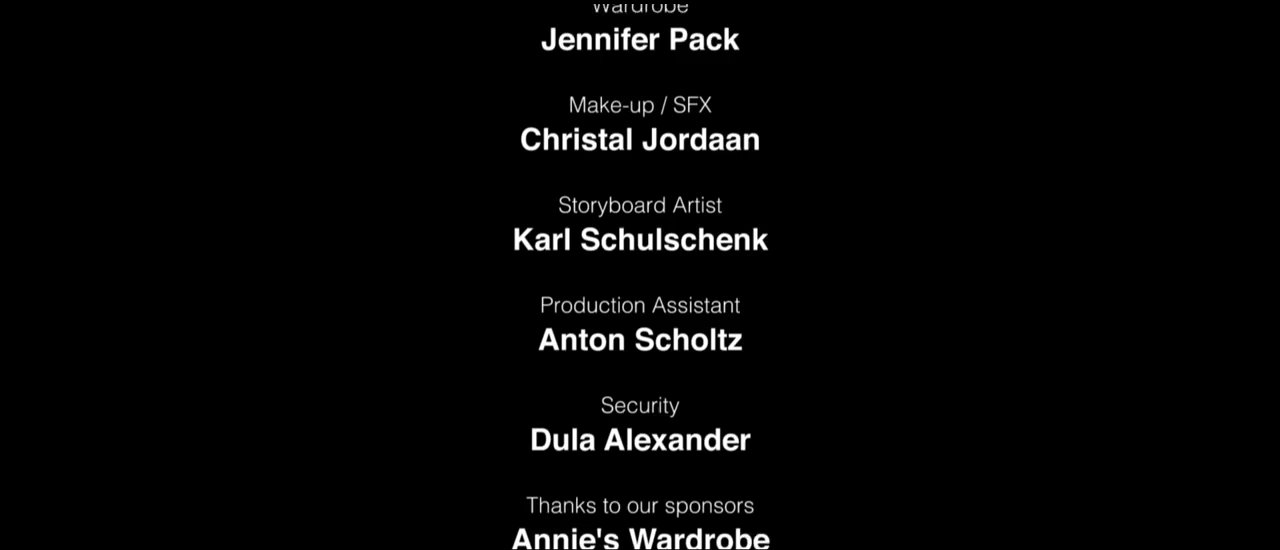 Wardrobe
Jennifer Pack
Make-up / SFX
Christal Jordaan
Storyboard Artist
Karl Schulschenk
Production Assistant
Anton Scholtz
Security
Dula Alexander
Thanks to our sponsors
Annie's Wardrobe